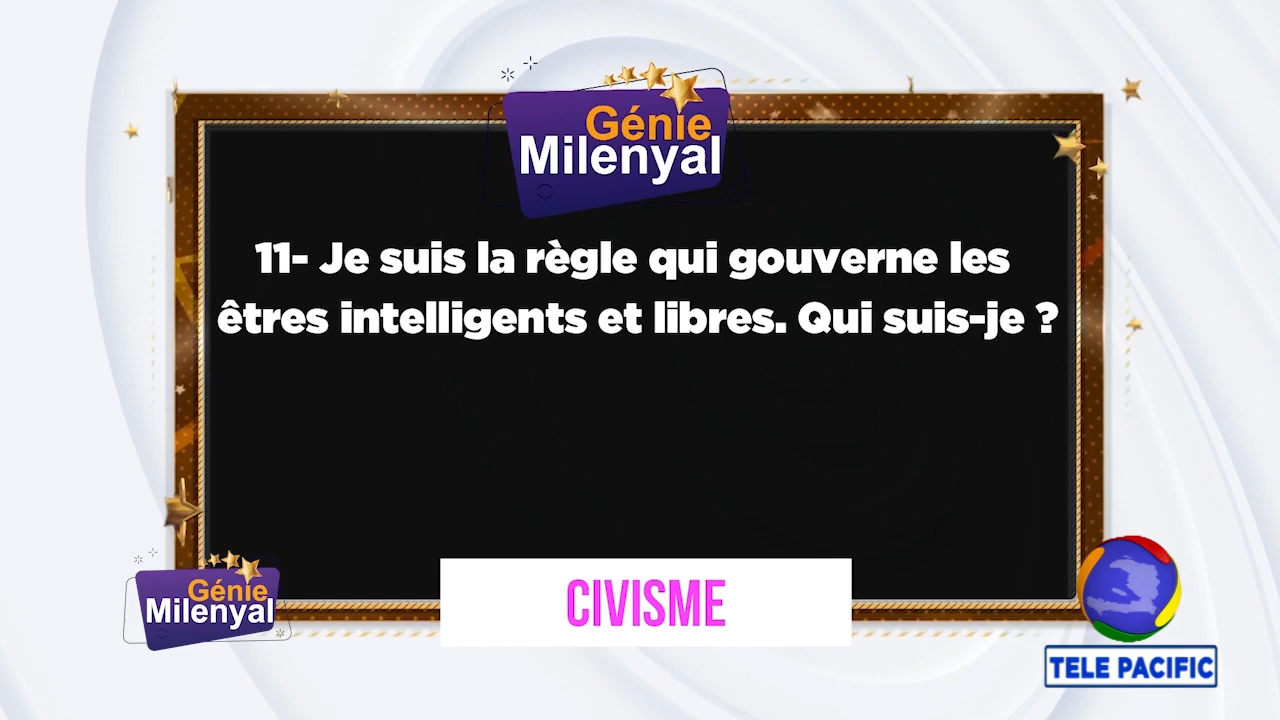 Génie
Milenyal
11- Je suis la règle qui gouverne les
êtres intelligents et libres. Qui suis-je ?
Génie
Milenyal
CIVISME
TELE PACIFIC